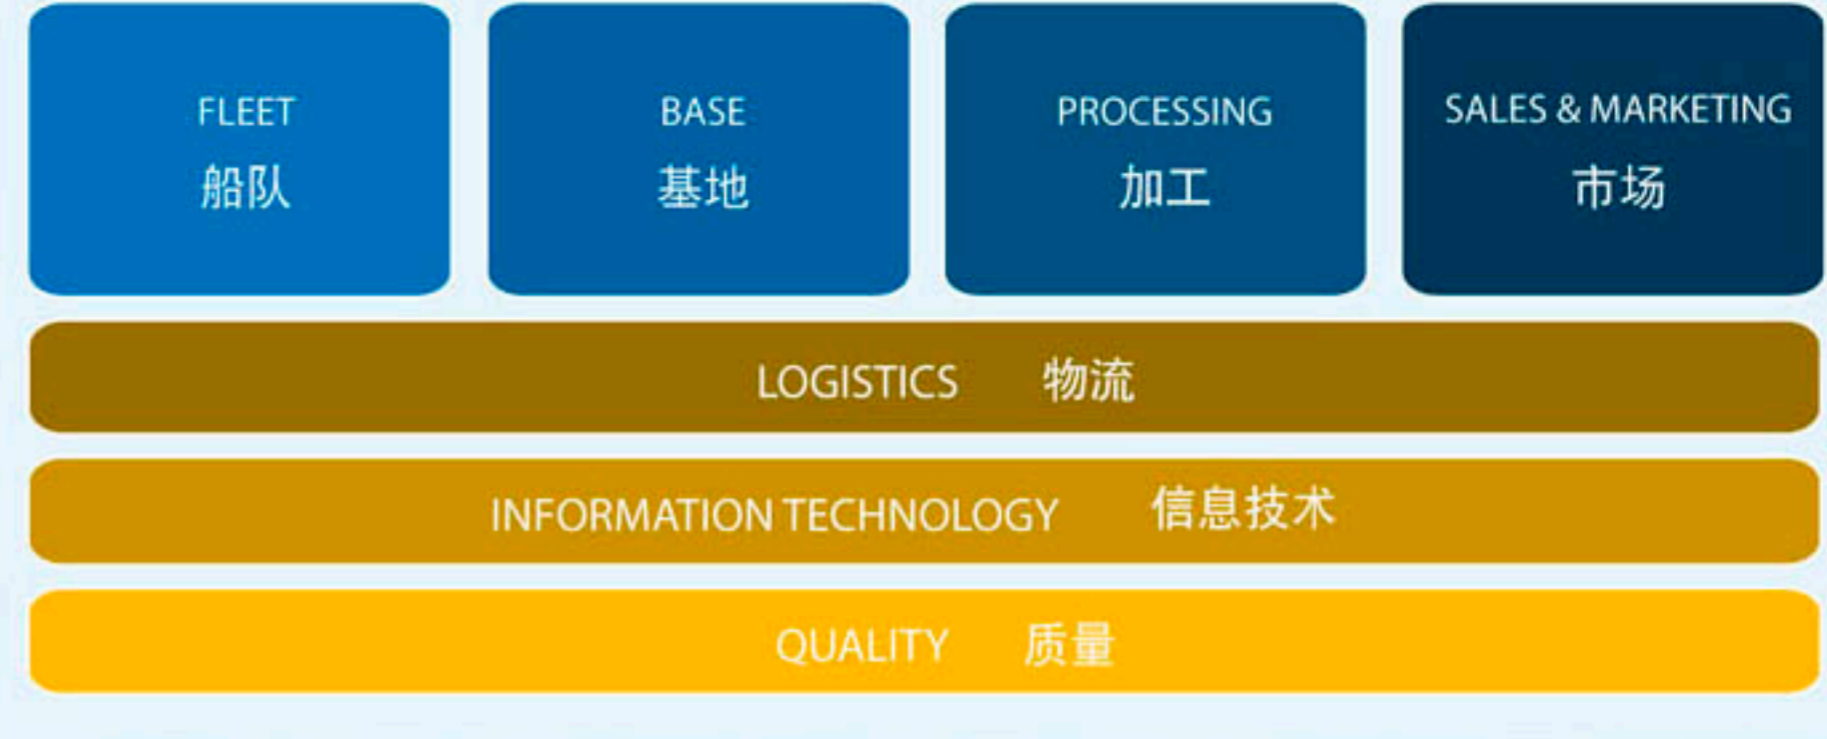 FLEET
船队
BASE
基地
PROCESSING
加工
SALES & MARKETING
市场
LOGISTICS 物流
INFORMATION TECHNOLOGY 信息技术
QUALITY 质量